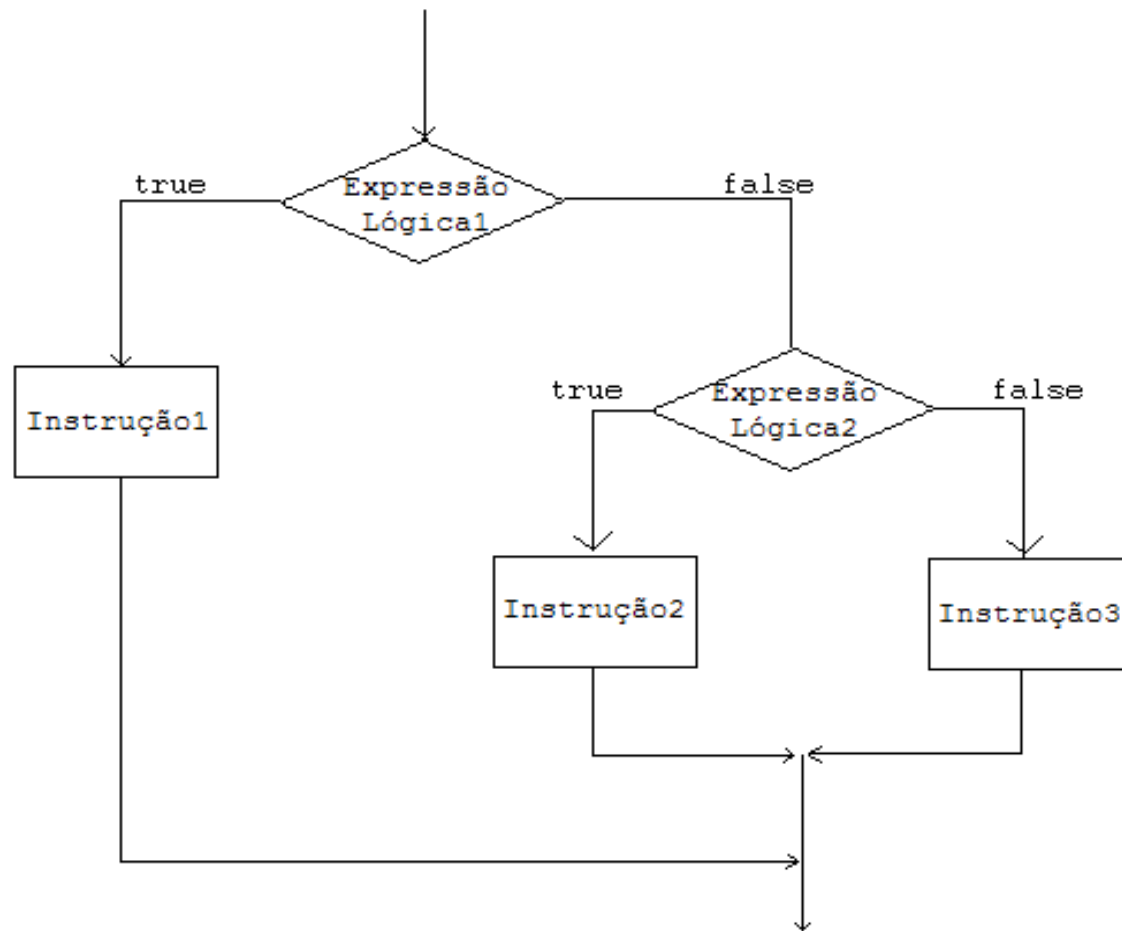 true
Expressão
Lógica1
false
Instrução1
true
Expressão
Lógica2
false
Instrução2
Instrução3